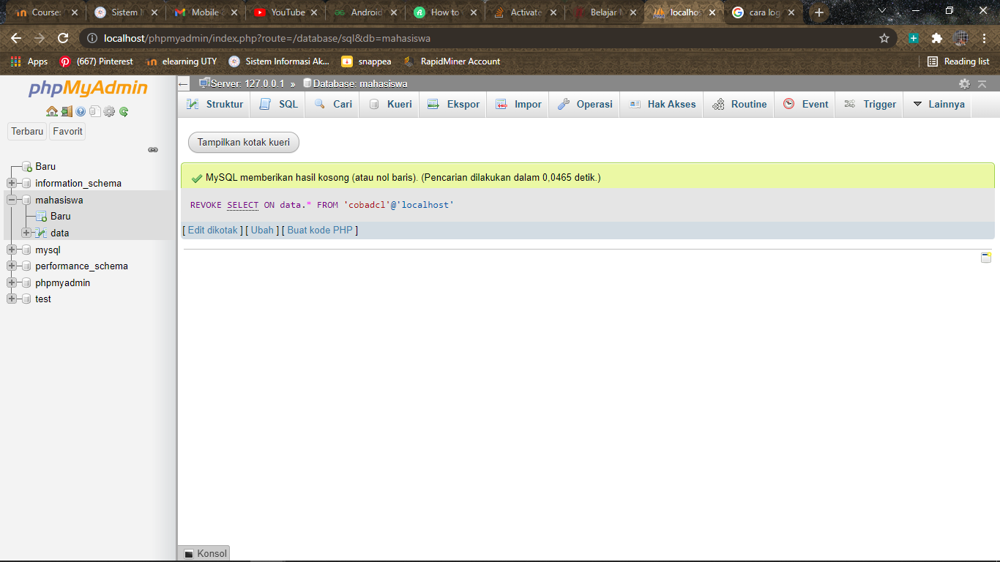 Course:
Sistem I
Mobile &
YouTube
Android
How to
Activate
Belajar M
localhos
cara log
localhost/phpmyadmin/index.php?route=/database/sql&db=mahasiswa
Apps
(667) Pinterest
elearning UTY
Sistem Informasi Ak...
snappea
RapidMiner Account
Reading list
phpMyAdmin
Terbaru
Favorit
Baru
information_schema
mahasiswa
Baru
data
mysql
performance_schema
phpmyadmin
test
Server: 127.0.0.1 » Database: mahasiswa
Struktur
SQL
Cari
Kueri
Ekspor
Impor
Operasi
Hak Akses
Routine
Event
Trigger
Lainnya
Tampilkan kotak kueri
MySQL memberikan hasil kosong (atau nol baris). (Pencarian dilakukan dalam 0,0465 detik.)
REVOKE SELECT ON data.* FROM 'cobadcl'@'localhost'
[ Edit dikotak ] [ Ubah ] [ Buat kode PHP ]
Konsol